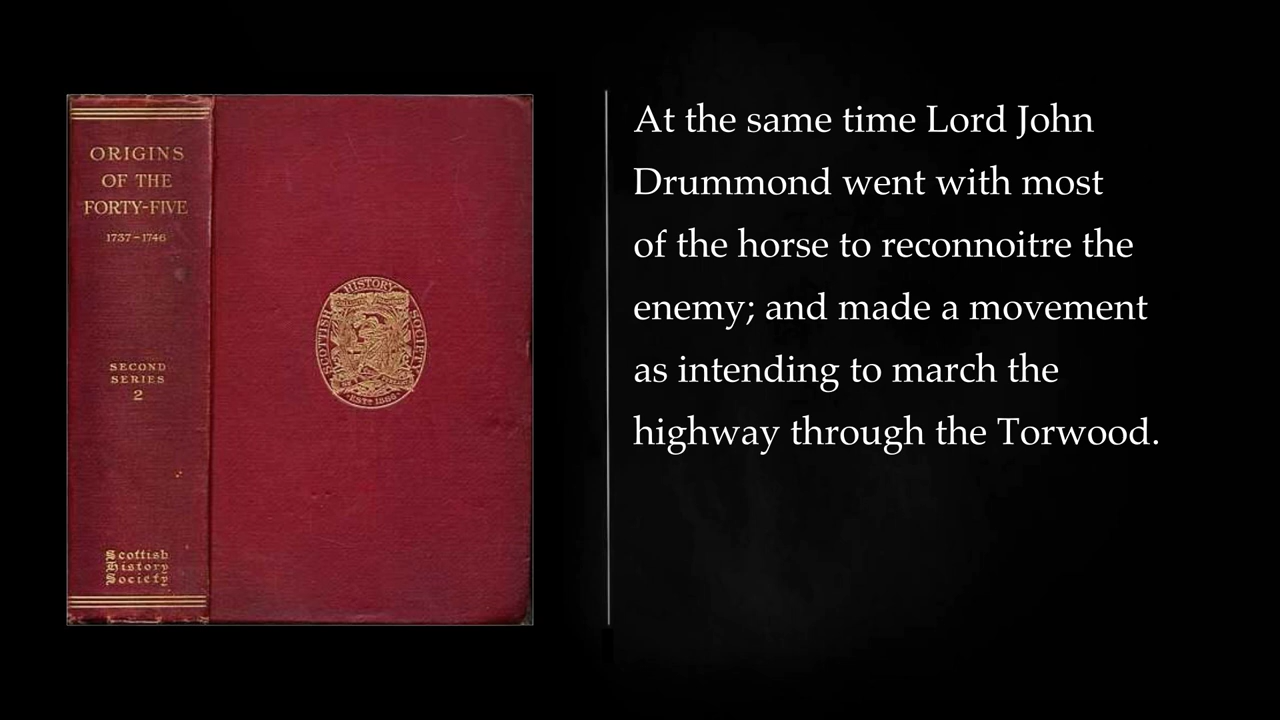 ORIGINS
OF THE
FORTY-FIVE
1737-1746
SECOND
SERIES
2
Scottish
History
Society
SCOTTISH HISTORY SOCIETY
·ESTD 1886·
At the same time Lord John
Drummond went with most
of the horse to reconnoitre the
enemy; and made a movement
as intending to march the
highway through the Torwood.